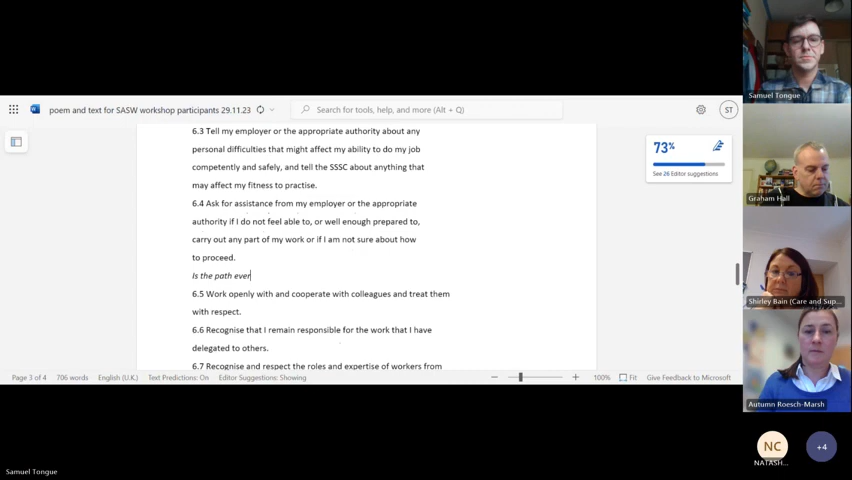 Samuel Tongue
poem and text for SASW workshop participants 29.11.23
Search for tools, help, and more (Alt + Q)
ST
6.3 Tell my employer or the appropriate authority about any
personal difficulties that might affect my ability to do my job
competently and safely, and tell the SSSC about anything that
may affect my fitness to practise.
6.4 Ask for assistance from my employer or the appropriate
authority if I do not feel able to, or well enough prepared to,
carry out any part of my work or if I am not sure about how
to proceed.
Is the path ever
6.5 Work openly with and cooperate with colleagues and treat them
with respect.
6.6 Recognise that I remain responsible for the work that I have
delegated to others.
6.7 Recognise and respect the roles and expertise of workers from
73%
See 26 Editor suggestions
Graham Hall
Shirley Bain (Care and Sup...
Autumn Roesch-Marsh
Page 3 of 4 706 words English (U.K.) Text Predictions: On Editor Suggestions: Showing 100% Fit Give Feedback to Microsoft
NC
NATASH...
+4
Samuel Tongue